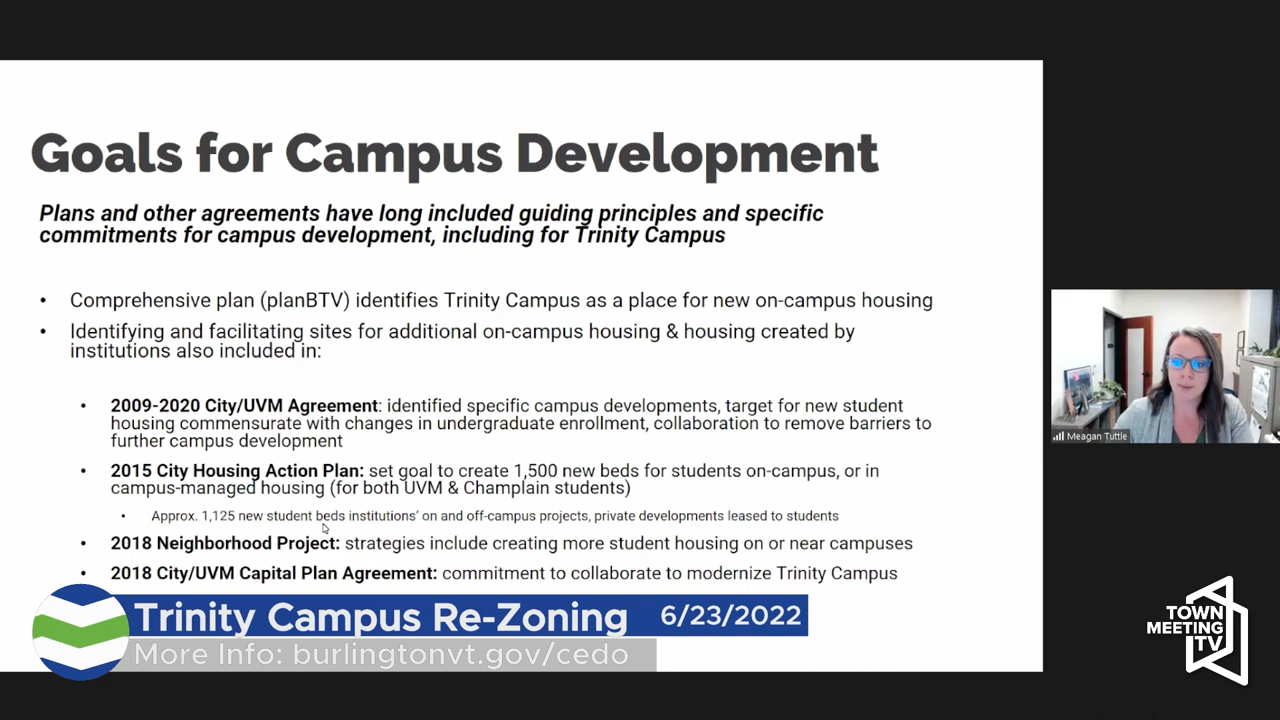 Goals for Campus Development
Plans and other agreements have long included guiding principles and specific
commitments for campus development, including for Trinity Campus
• Comprehensive plan (planBTV) identifies Trinity Campus as a place for new on-campus housing
• Identifying and facilitating sites for additional on-campus housing & housing created by
institutions also included in:
• 2009-2020 City/UVM Agreement: identified specific campus developments, target for new student
housing commensurate with changes in undergraduate enrollment, collaboration to remove barriers to
further campus development
• 2015 City Housing Action Plan: set goal to create 1,500 new beds for students on-campus, or in
campus-managed housing (for both UVM & Champlain students)
• Approx. 1,125 new student beds institutions' on and off-campus projects, private developments leased to students
• 2018 Neighborhood Project: strategies include creating more student housing on or near campuses
• 2018 City/UVM Capital Plan Agreement: commitment to collaborate to modernize Trinity Campus
Trinity Campus Re-Zoning 6/23/2022
More Info: burlingtonvt.gov/cedo
Meagan Tuttle
TOWN
MEETING
TV